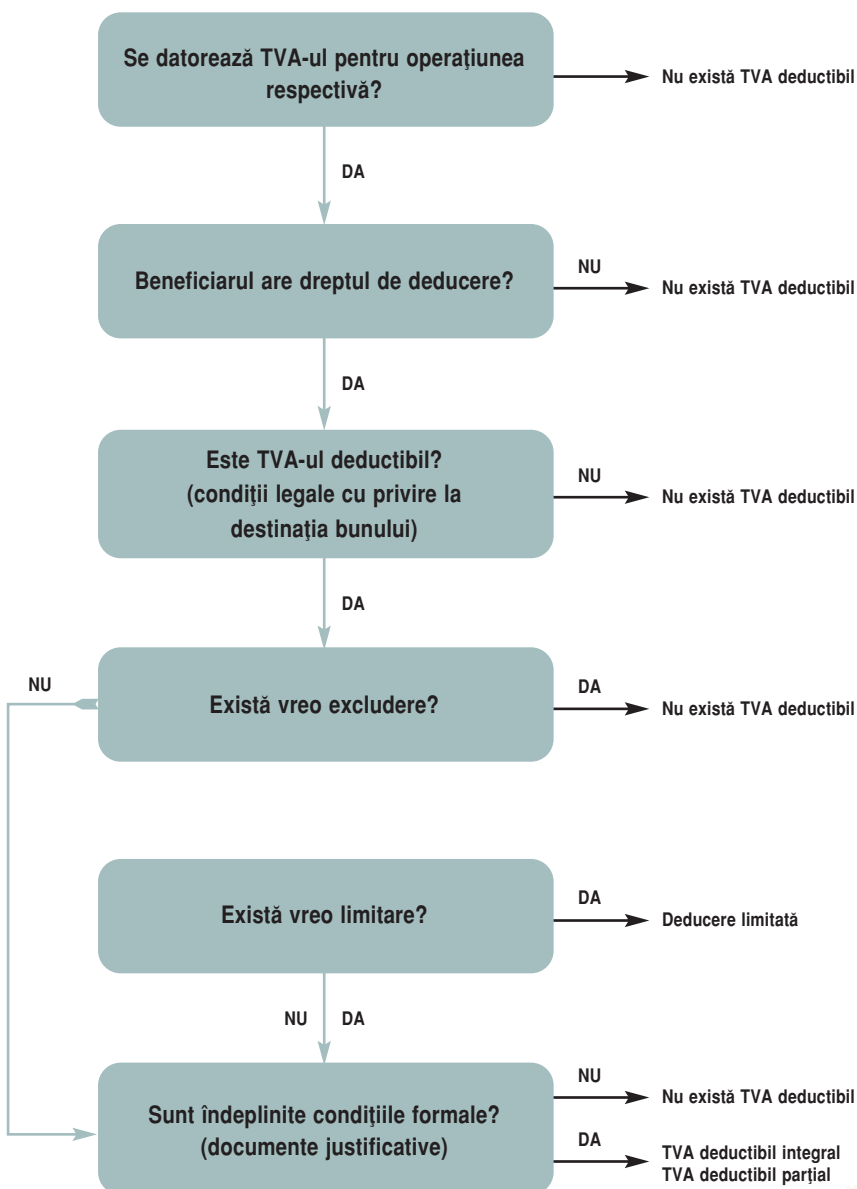 Se datorează TVA-ul pentru operaţiunea
respectivă?
Nu există TVA deductibil
DA
Beneficiarul are dreptul de deducere?
NU
Nu există TVA deductibil
DA
Este TVA-ul deductibil?
(condiţii legale cu privire la
destinaţia bunului)
NU
Nu există TVA deductibil
DA
NU
Există vreo excludere?
DA
Nu există TVA deductibil
Există vreo limitare?
DA
Deducere limitată
NU DA
Sunt îndeplinite condiţiile formale?
(documente justificative)
NU
Nu există TVA deductibil
DA
TVA deductibil integral
TVA deductibil parţial